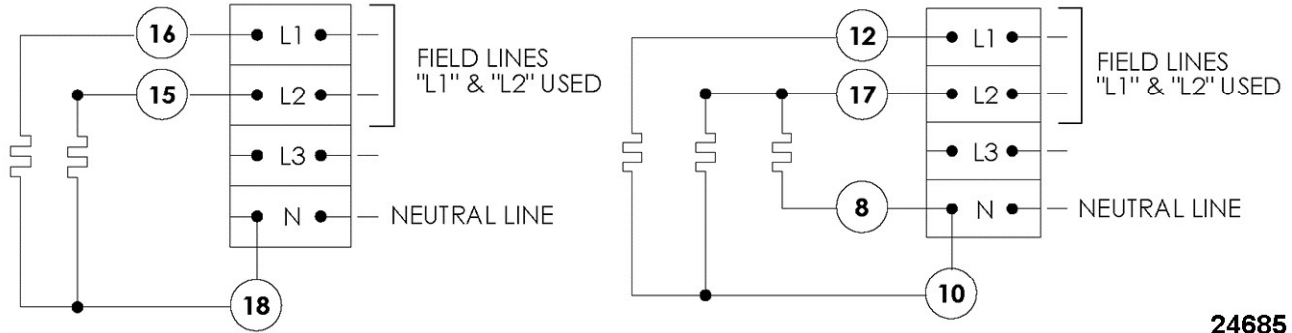 16 L1
FIELD LINES
"L1" & "L2" USED
15 L2
L3
N NEUTRAL LINE
18
12 L1
FIELD LINES
"L1" & "L2" USED
17 L2
L3
8 N NEUTRAL LINE
10
24685